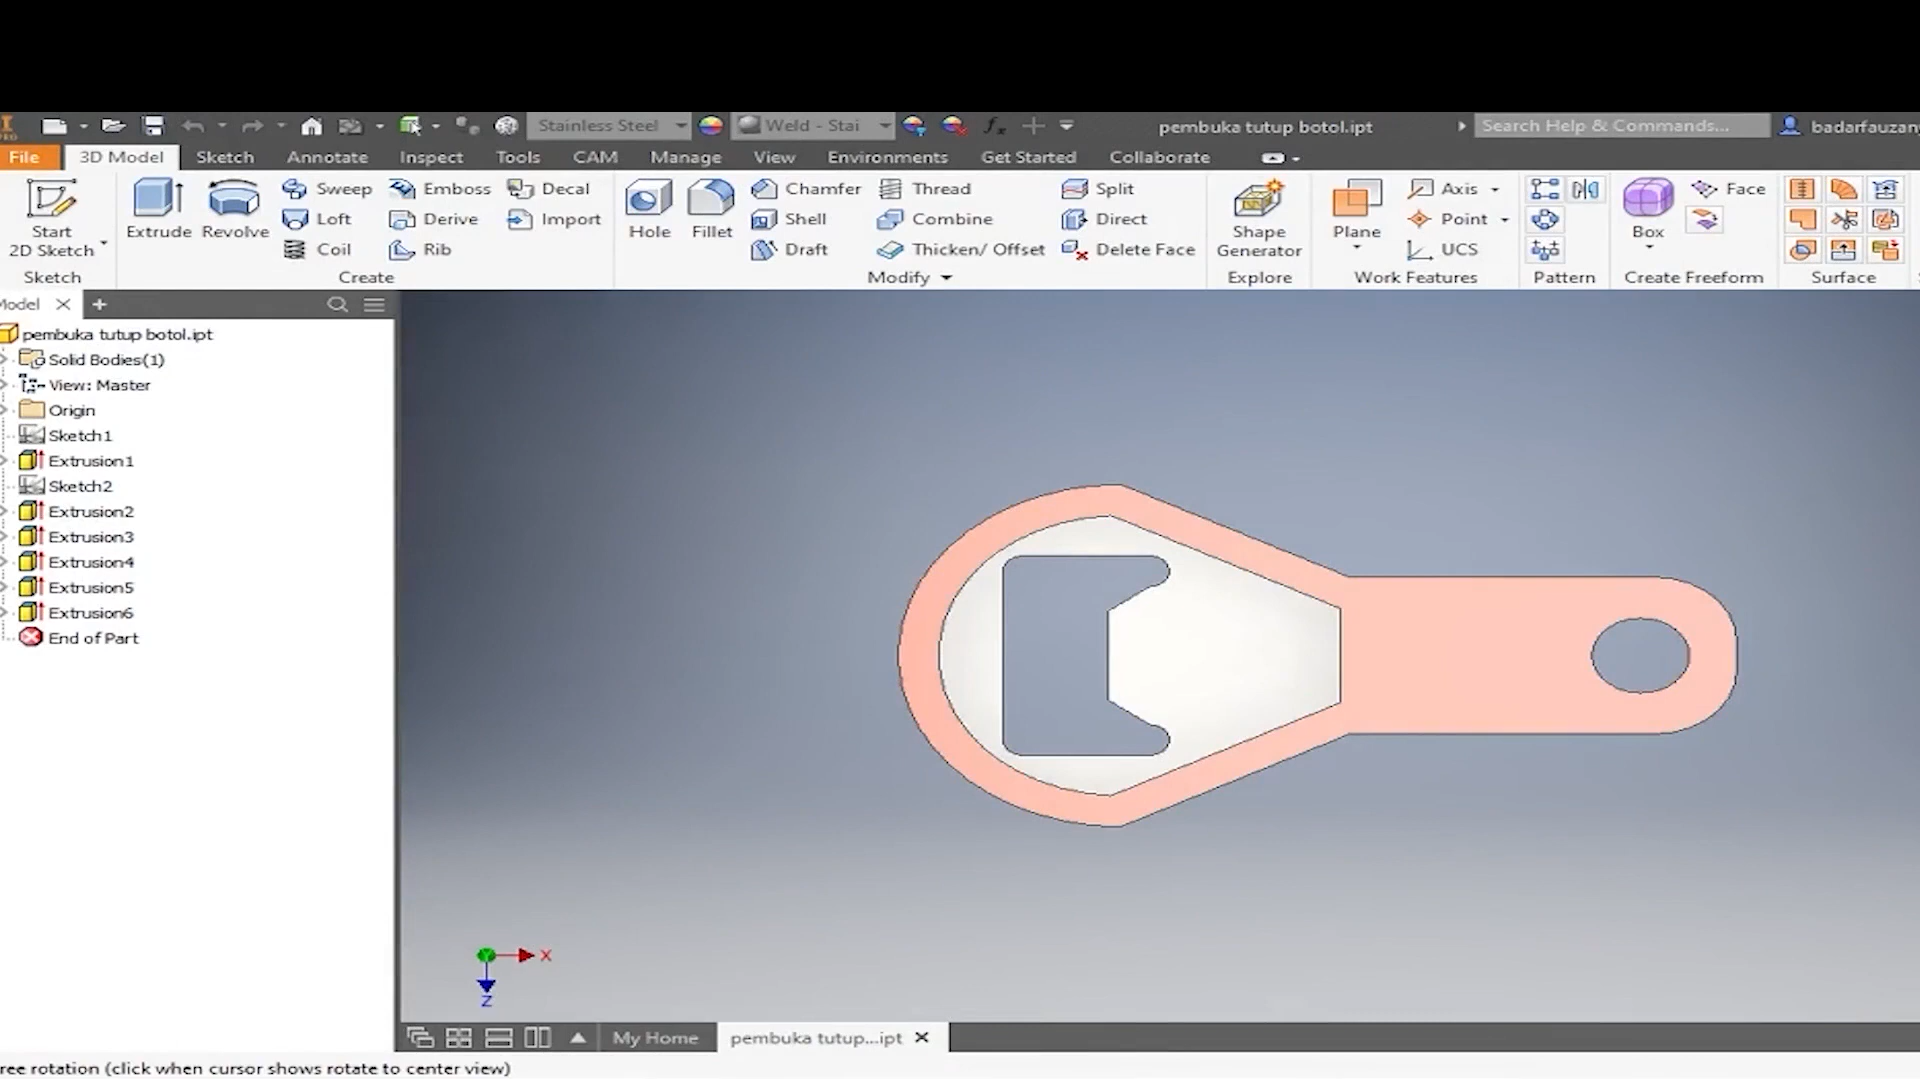 Stainless Steel Weld - Stai pembuka tutup botol.ipt Search Help & Commands... badarfauzan
File 3D Model Sketch Annotate Inspect Tools CAM Manage View Environments Get Started Collaborate
Start 2D Sketch
Extrude Revolve
Sweep Emboss Decal
Loft Derive Import
Coil Rib
Hole Fillet
Chamfer Thread Split
Shell Combine Direct
Draft Thicken/ Offset Delete Face
Shape Generator
Plane
Axis
Point
UCS
Box
Face
Sketch Create Modify Explore Work Features Pattern Create Freeform Surface
Model
pembuka tutup botol.ipt
Solid Bodies(1)
View: Master
Origin
Sketch1
Extrusion1
Sketch2
Extrusion2
Extrusion3
Extrusion4
Extrusion5
Extrusion6
End of Part
X
Z
My Home pembuka tutup...ipt
ree rotation (click when cursor shows rotate to center view)